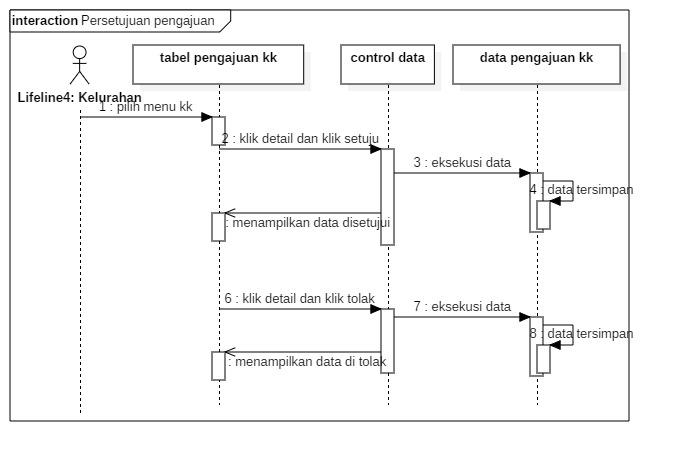 interaction Persetujuan pengajuan
tabel pengajuan kk
control data
data pengajuan kk
Lifeline4: Kelurahan
1 : pilih menu kk
2 : klik detail dan klik setuju
3 : eksekusi data
4 : data tersimpan
: menampilkan data disetujui
6 : klik detail dan klik tolak
7 : eksekusi data
8 : data tersimpan
: menampilkan data di tolak